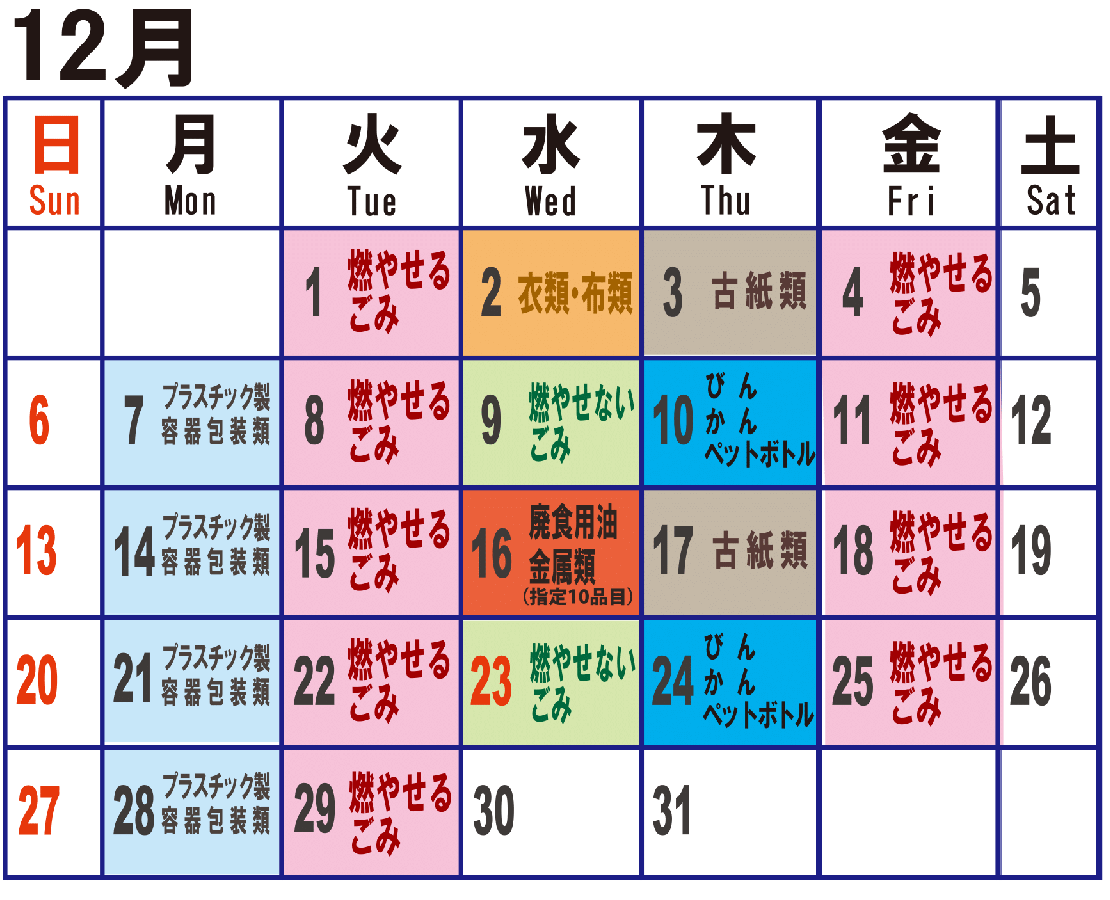 12月
日 月 火 水 木 金 土
Sun Mon Tue Wed Thu Fri Sat
1 燃やせる
ごみ
2 衣類・布類
3 古紙類
4 燃やせる
ごみ
5
6
7 プラスチック製
容器包装類
8 燃やせる
ごみ
9 燃やせない
ごみ
10 びん
かん
ペットボトル
11 燃やせる
ごみ
12
13
14 プラスチック製
容器包装類
15 燃やせる
ごみ
16 廃食用油
金属類
(指定10品目)
17 古紙類
18 燃やせる
ごみ
19
20
21 プラスチック製
容器包装類
22 燃やせる
ごみ
23 燃やせない
ごみ
24 びん
かん
ペットボトル
25 燃やせる
ごみ
26
27
28 プラスチック製
容器包装類
29 燃やせる
ごみ
30
31